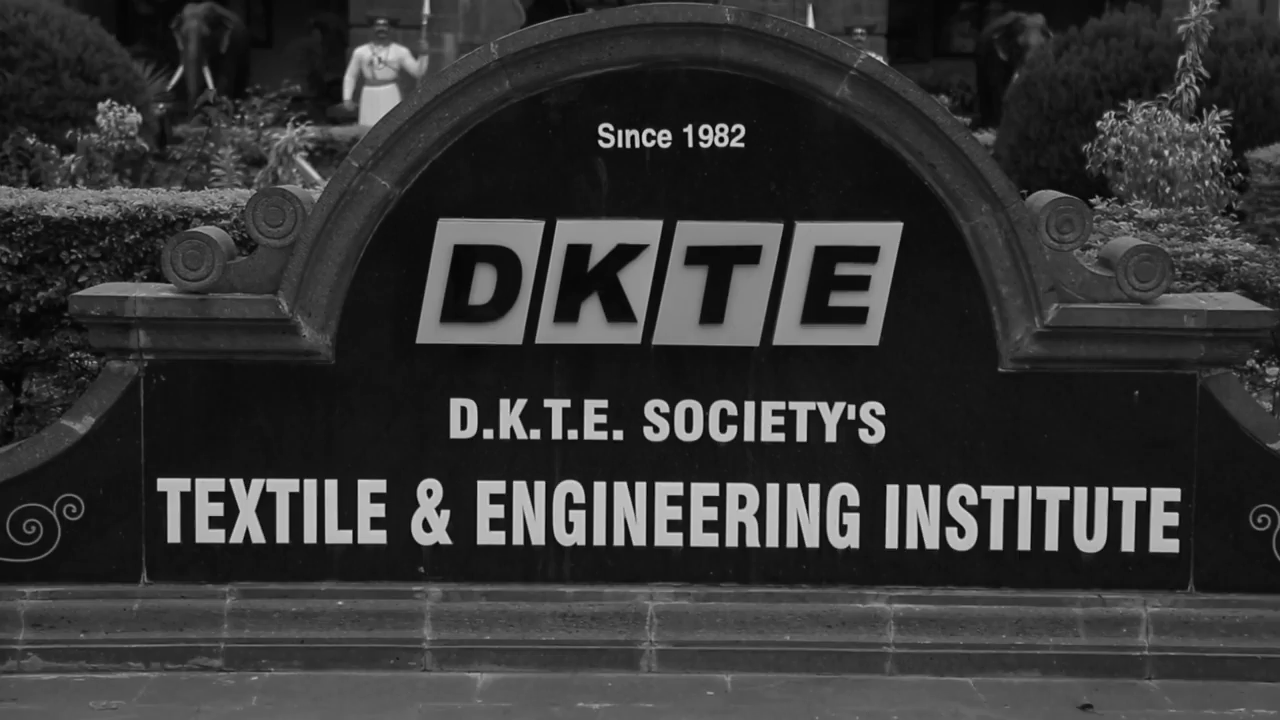 Since 1982
DKTE
D.K.T.E. SOCIETY'S
TEXTILE & ENGINEERING INSTITUTE